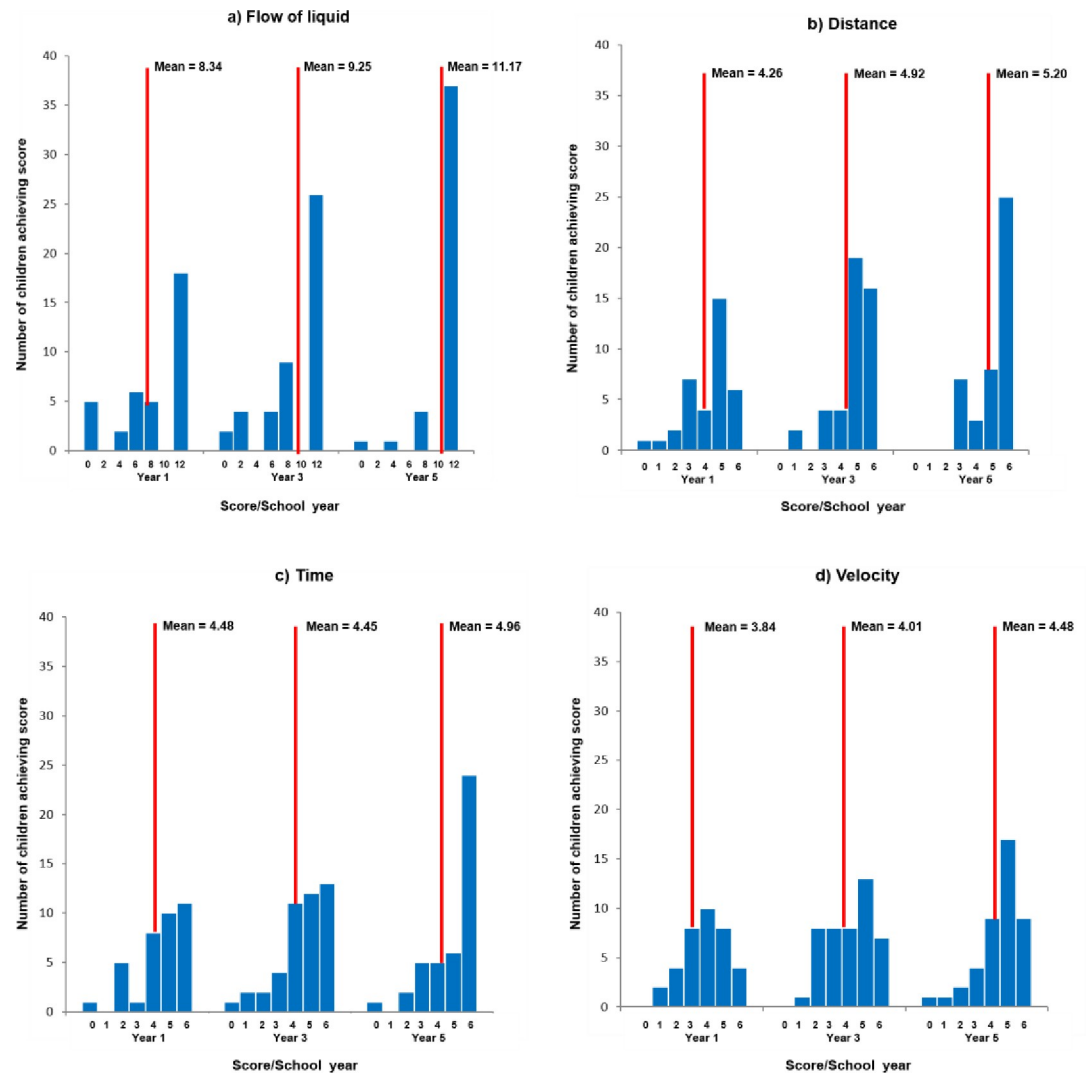 a) Flow of liquid
Mean = 8.34
Mean = 9.25
Mean = 11.17
Number of children achieving score
40
35
30
25
20
15
10
5
0
0 2 4 6 8 10 12 0 2 4 6 8 10 12 0 2 4 6 8 10 12
Year 1 Year 3 Year 5
Score/School year
b) Distance
Mean = 4.26
Mean = 4.92
Mean = 5.20
Number of children achieving score
40
35
30
25
20
15
10
5
0
0 1 2 3 4 5 6 0 1 2 3 4 5 6 0 1 2 3 4 5 6
Year 1 Year 3 Year 5
Score/School year
c) Time
Mean = 4.48
Mean = 4.45
Mean = 4.96
Number of children achieving score
40
35
30
25
20
15
10
5
0
0 1 2 3 4 5 6 0 1 2 3 4 5 6 0 1 2 3 4 5 6
Year 1 Year 3 Year 5
Score/School year
d) Velocity
Mean = 3.84
Mean = 4.01
Mean = 4.48
Number of children achieving score
40
35
30
25
20
15
10
5
0
0 1 2 3 4 5 6 0 1 2 3 4 5 6 0 1 2 3 4 5 6
Year 1 Year 3 Year 5
Score/School year